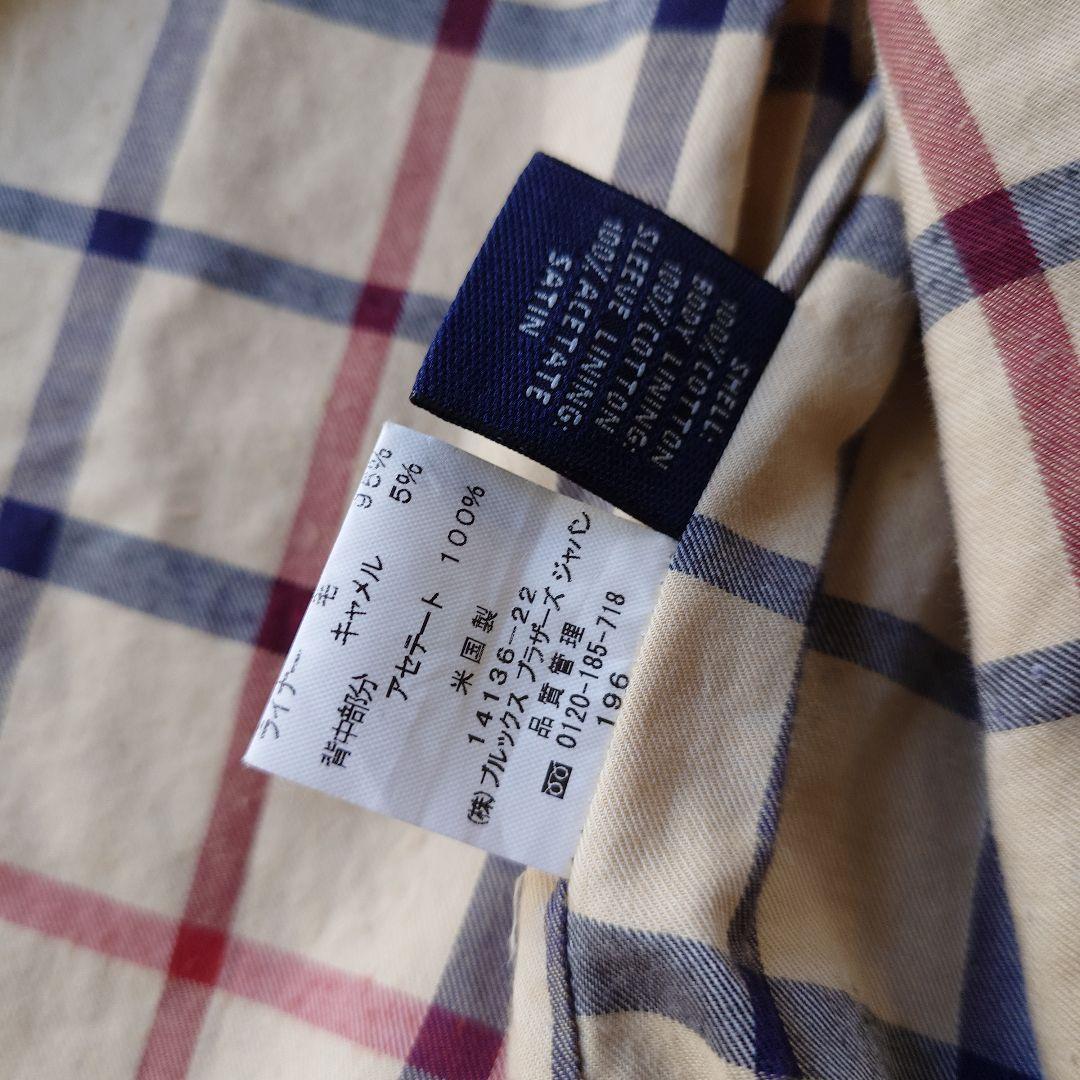 SHELL:
100% COTTON
BODY LINING:
100% COTTON
SLEEVE LINING:
100% ACETATE
SATIN
ライナー 毛 95%
キャメル 5%
背中部分
アセテート 100%
米国製
14136-22
(株)ブルックス ブラザーズ ジャパン
品質管理
0120-185-718
196